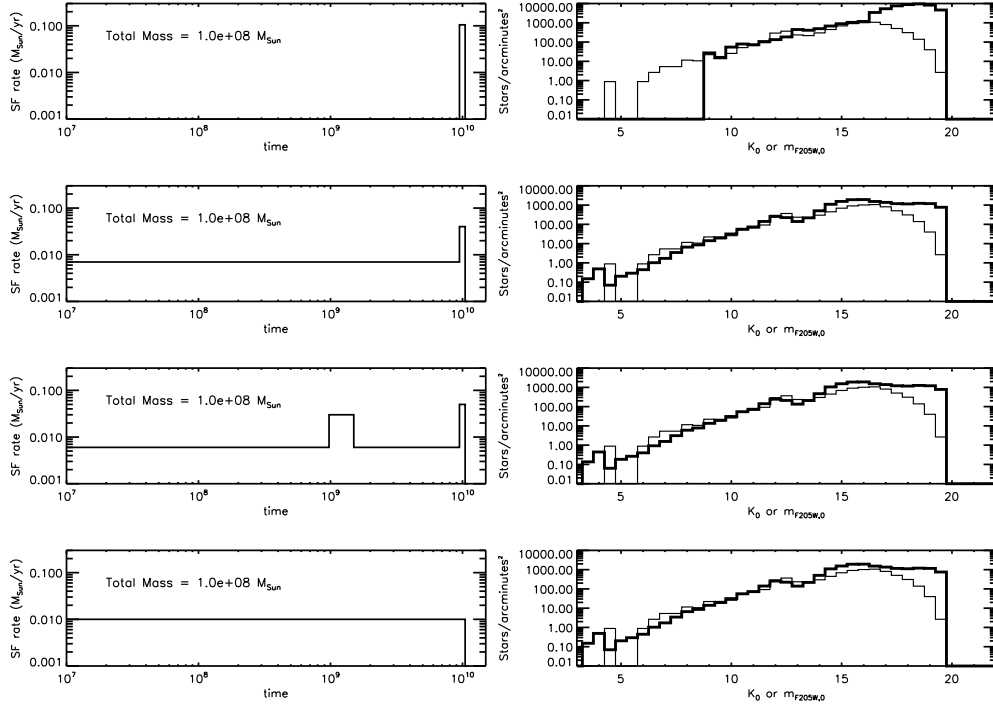 SF rate (M_Sun/yr)
0.100
0.010
0.001
Total Mass = 1.0e+08 M_Sun
10^7 10^8 10^9 10^10
time
Stars/arcminutes²
10000.00
100.00
10.00
1.00
0.10
0.01
5 10 15 20
K_0 or m_F205W,0
SF rate (M_Sun/yr)
0.100
0.010
0.001
Total Mass = 1.0e+08 M_Sun
10^7 10^8 10^9 10^10
time
Stars/arcminutes²
10000.00
1000.00
100.00
10.00
1.00
0.10
0.01
5 10 15 20
K_0 or m_F205W,0
SF rate (M_Sun/yr)
0.100
0.010
0.001
Total Mass = 1.0e+08 M_Sun
10^7 10^8 10^9 10^10
time
Stars/arcminutes²
10000.00
1000.00
100.00
10.00
1.00
0.10
0.01
5 10 15 20
K_0 or m_F205W,0
SF rate (M_Sun/yr)
0.100
0.010
0.001
Total Mass = 1.0e+08 M_Sun
10^7 10^8 10^9 10^10
time
Stars/arcminutes²
10000.00
1000.00
100.00
10.00
1.00
0.10
0.01
5 10 15 20
K_0 or m_F205W,0